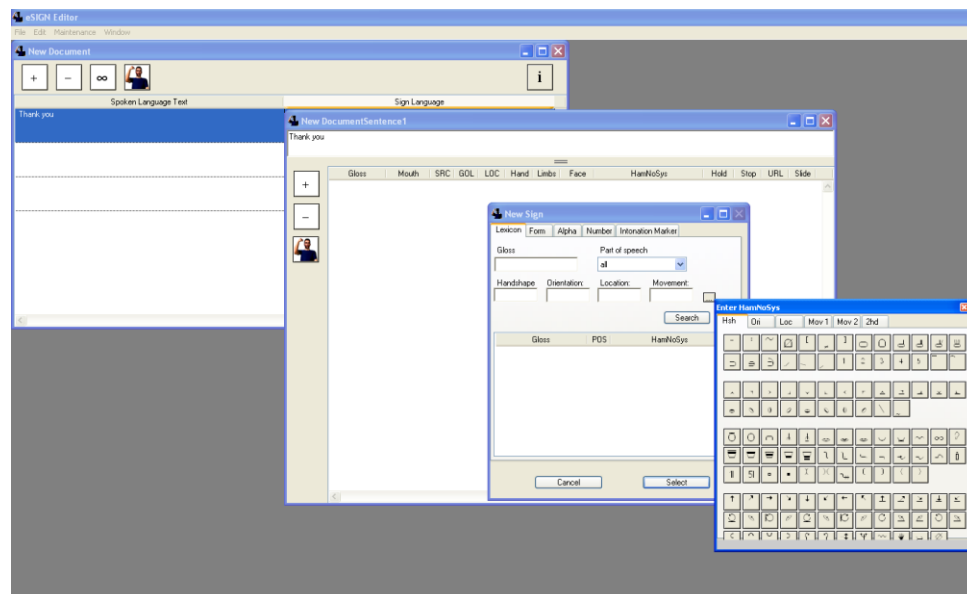 eSIGN Editor
File Edit Maintenance Window
New Document
+ − ∞ i
Spoken Language Text Sign Language
Thank you
New DocumentSentence1
Thank you
Gloss Mouth SRC GOL LOC Hand Limbs Face HamNoSys Hold Stop URL Slide
+
−
New Sign
Lexicon Form Alpha Number Intonation Marker
Gloss Part of speech
all
Handshape Orientation: Location: Movement:
...
Search
Gloss POS HamNoSys
Cancel Select
Enter HamNoSys
Hsh Ori Loc Mov 1 Mov 2 2hd